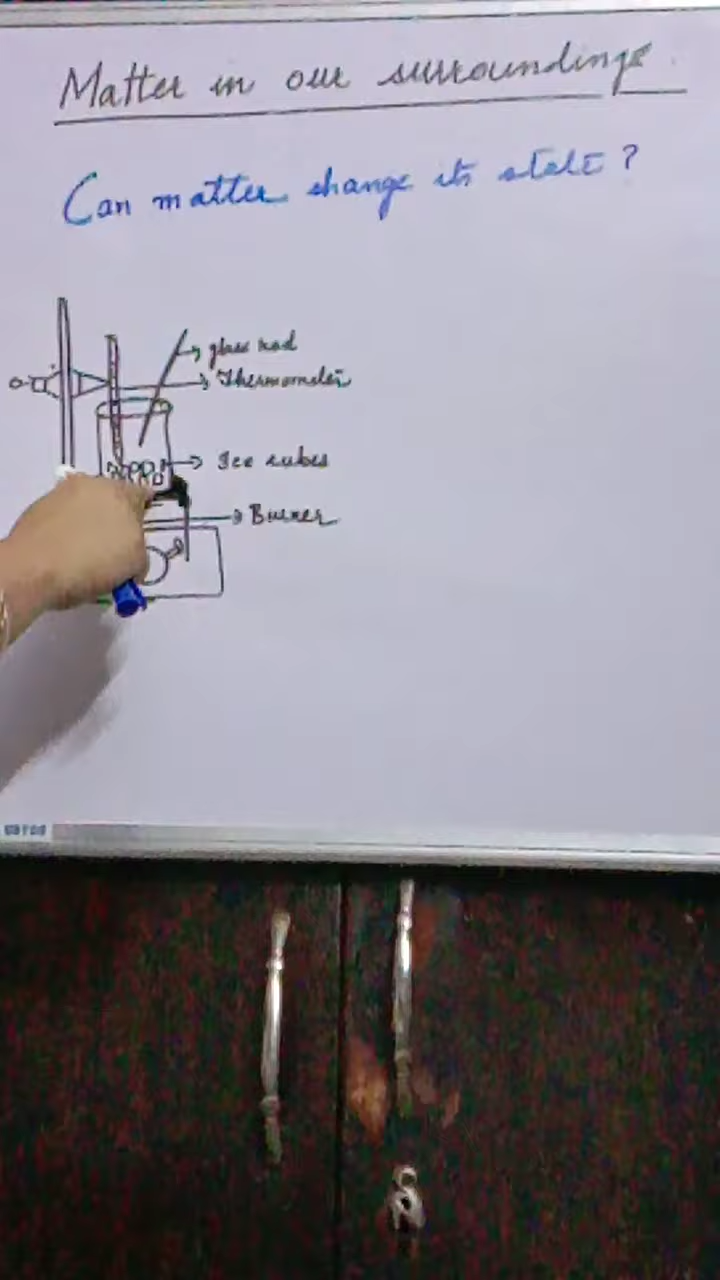 Matter in our surroundings
Can matter change its state?
glass rod
Thermometer
Ice cubes
Burner